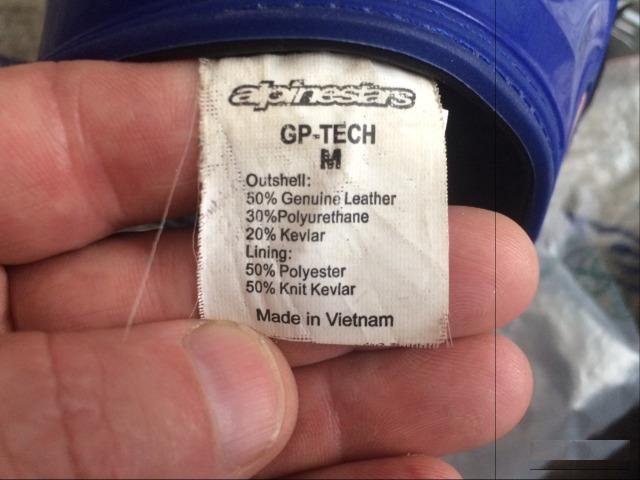 alpinestars
GP-TECH
M
Outshell:
50% Genuine Leather
30%Polyurethane
20% Kevlar
Lining:
50% Polyester
50% Knit Kevlar
Made in Vietnam